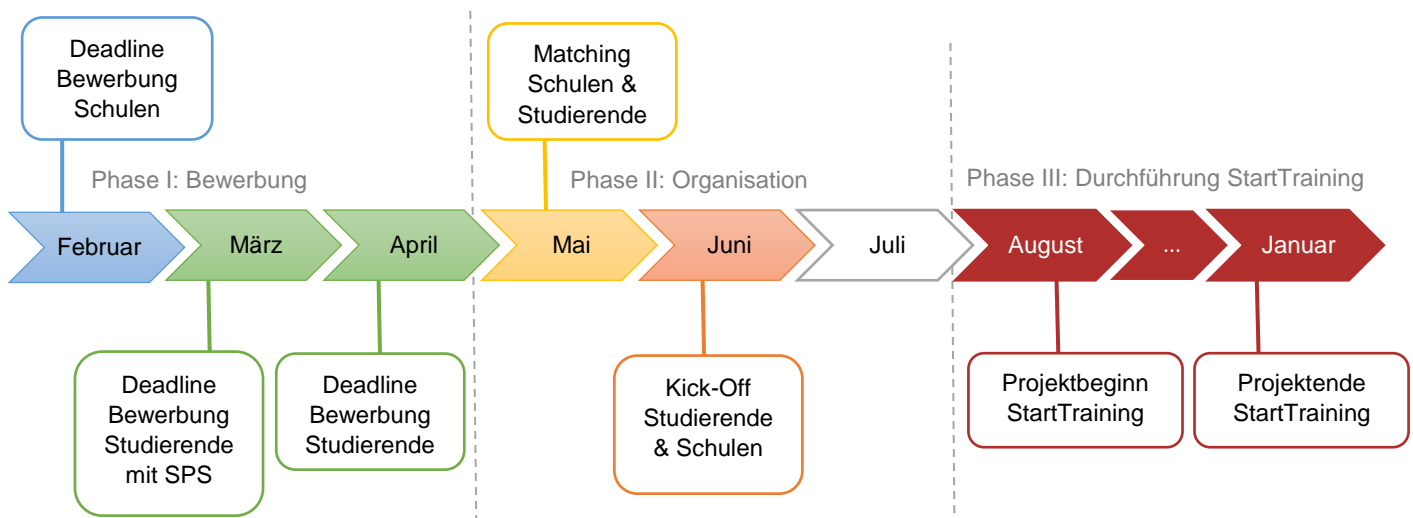 Deadline
Bewerbung
Schulen
Matching
Schulen &
Studierende
Phase I: Bewerbung
Phase II: Organisation
Phase III: Durchführung StartTraining
Februar
März
April
Mai
Juni
Juli
August
...
Januar
Deadline
Bewerbung
Studierende
mit SPS
Deadline
Bewerbung
Studierende
Kick-Off
Studierende
& Schulen
Projektbeginn
StartTraining
Projektende
StartTraining